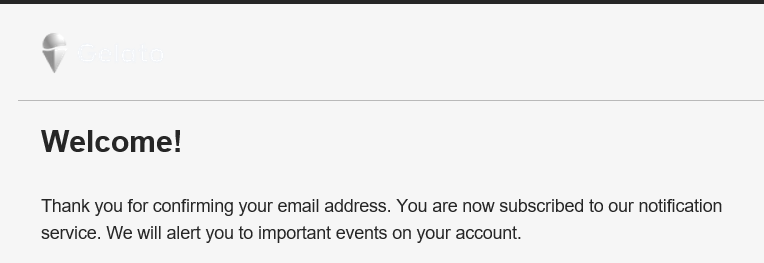 Welcome!
Thank you for confirming your email address. You are now subscribed to our notification
service. We will alert you to important events on your account.